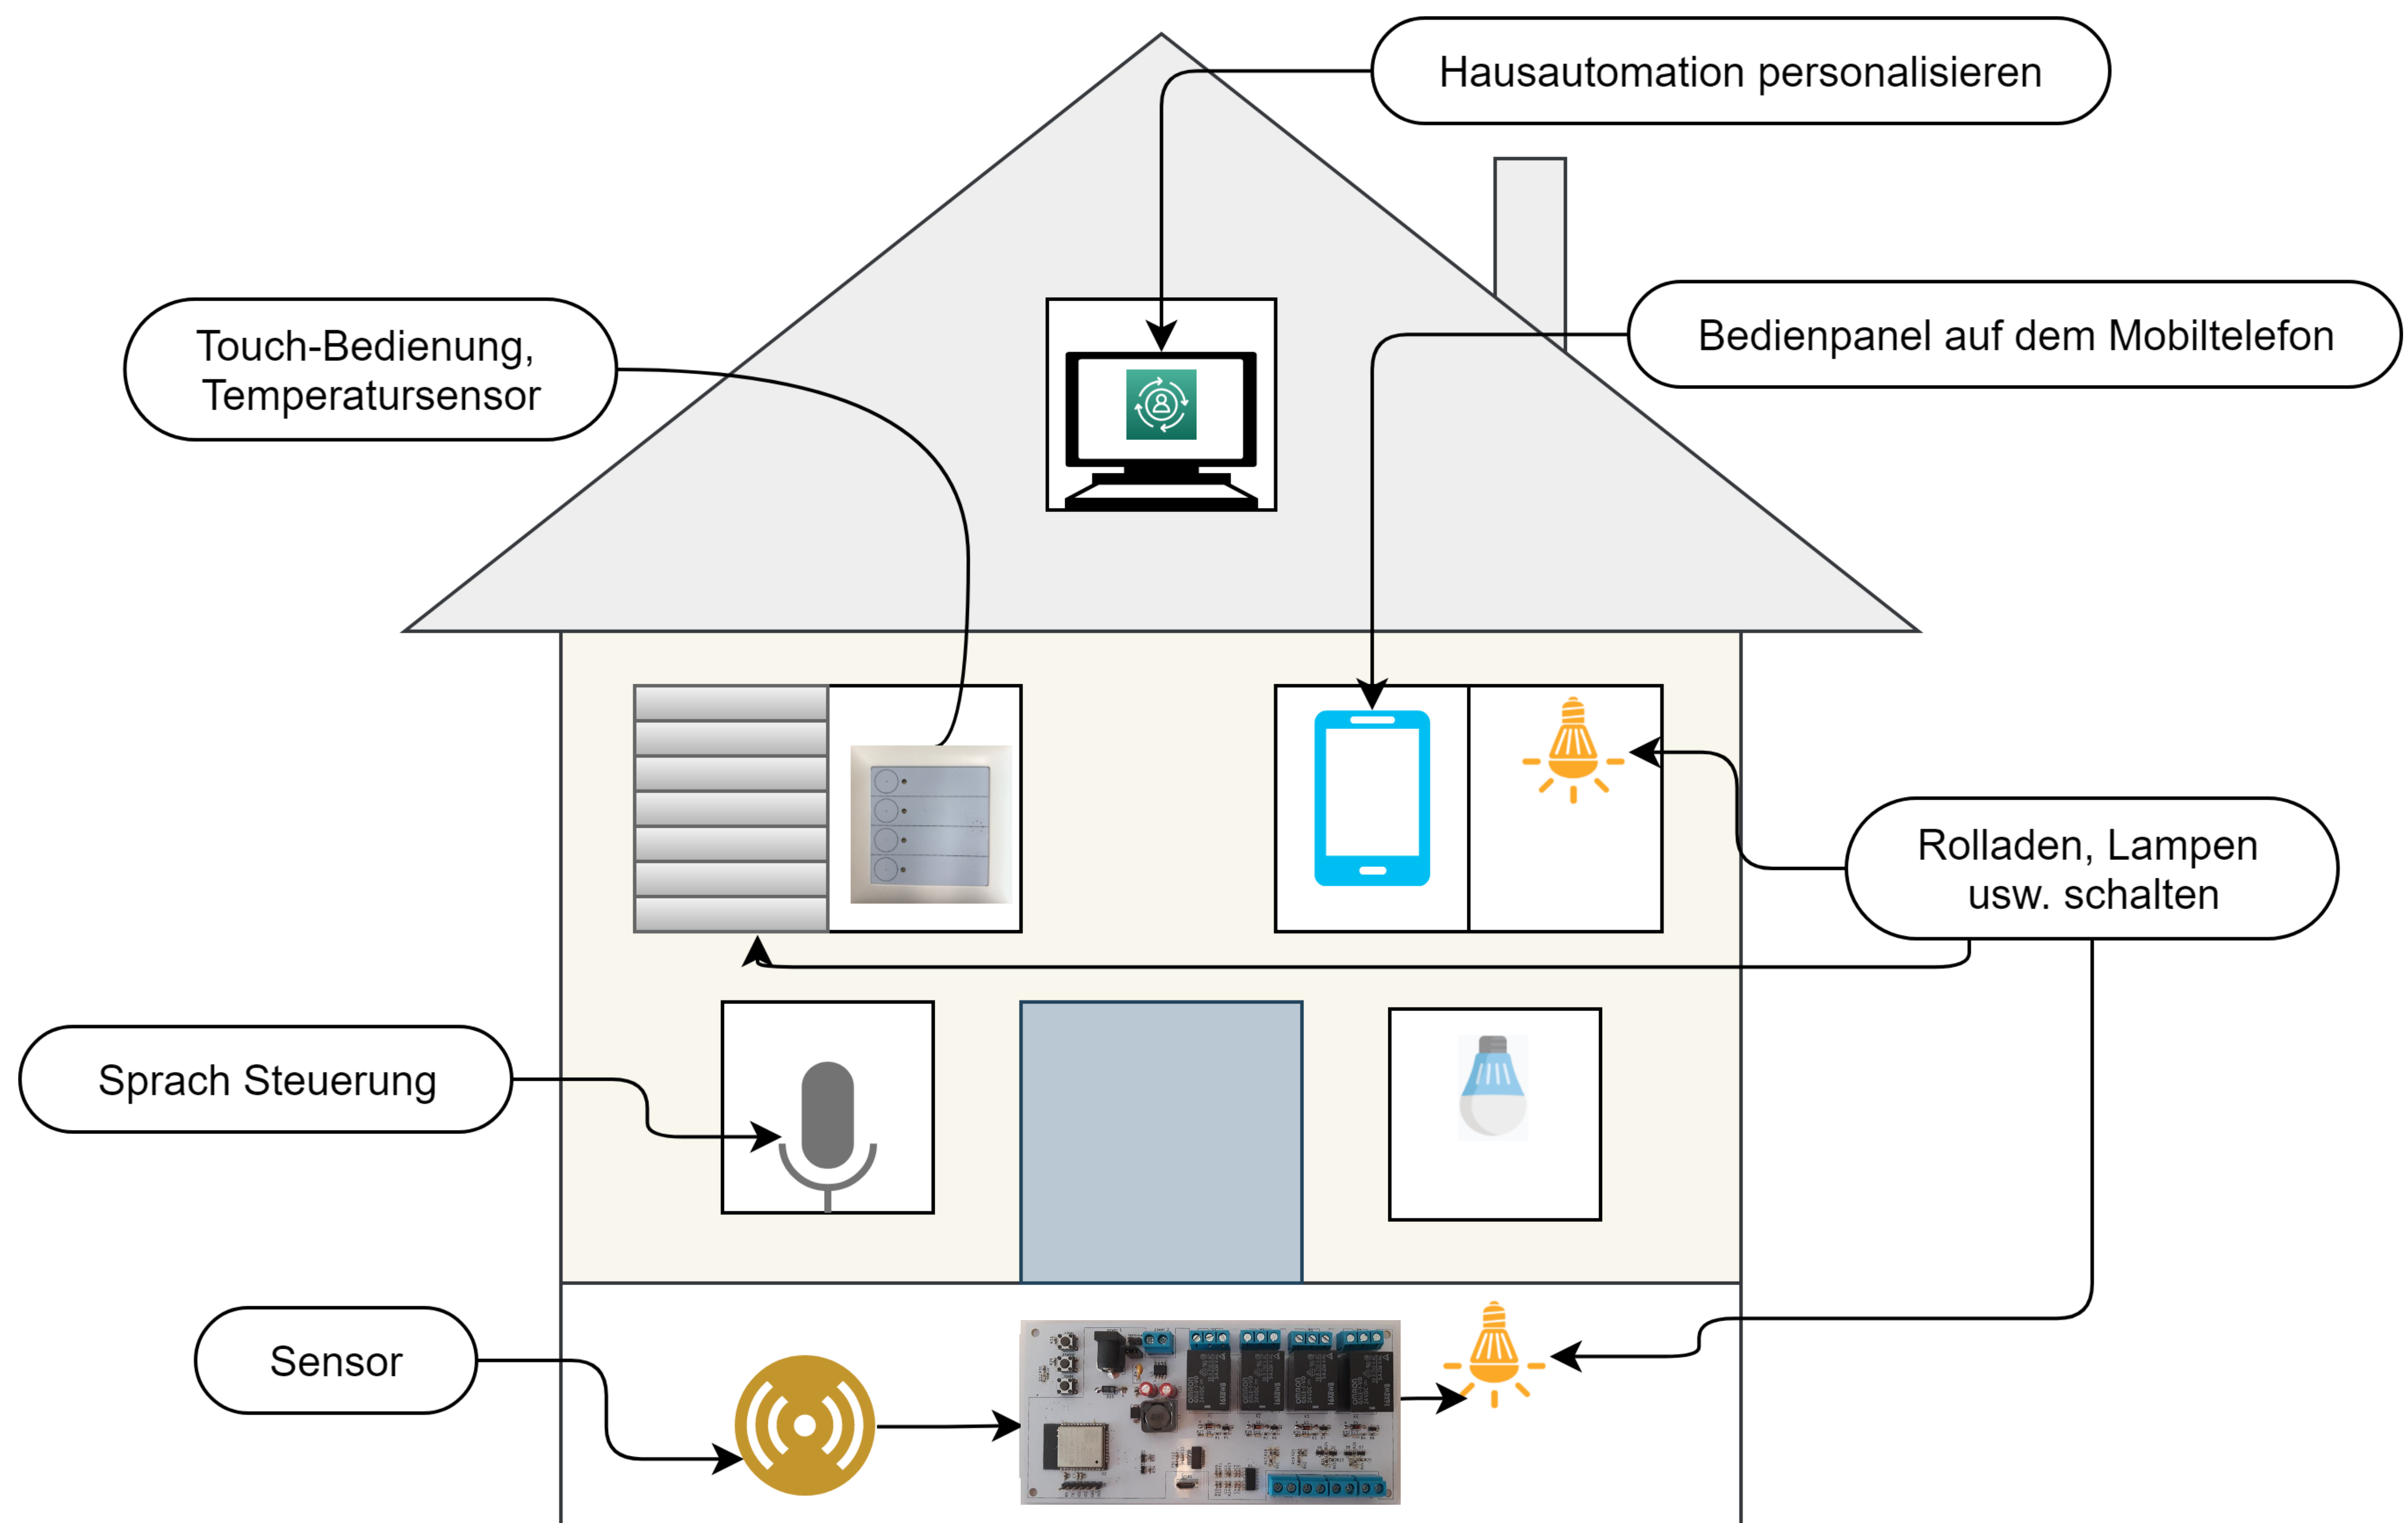 Hausautomation personalisieren
Touch-Bedienung,
Temperatursensor
Bedienpanel auf dem Mobiltelefon
Rolladen, Lampen
usw. schalten
Sprach Steuerung
Sensor